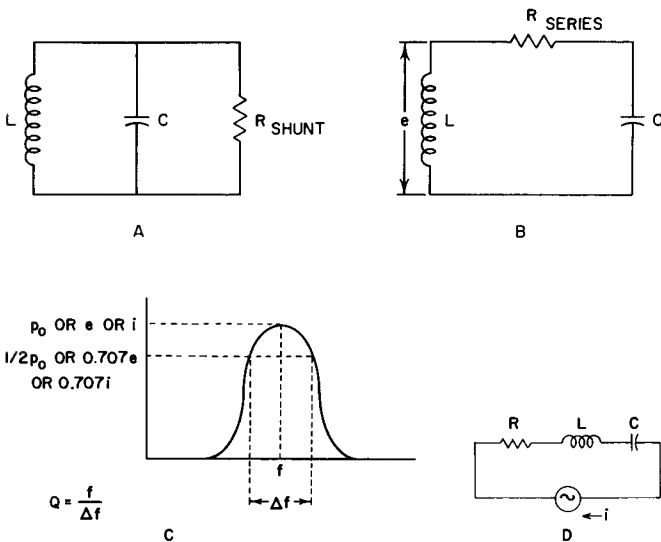 L
C
R SHUNT
A
R SERIES
e
L
C
B
p₀ OR e OR i
1/2p₀ OR 0.707e
OR 0.707i
f
Δf
Q = f/Δf
C
R
L
C
i
D